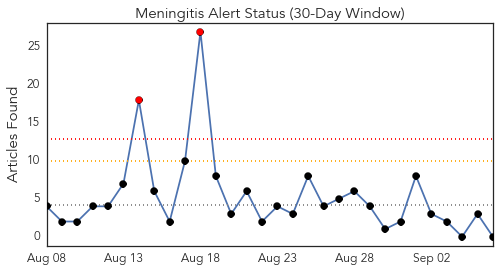 Meningitis Alert Status (30-Day Window)
Articles Found
25
20
15
10
5
0
Aug 08 Aug 13 Aug 18 Aug 23 Aug 28 Sep 02